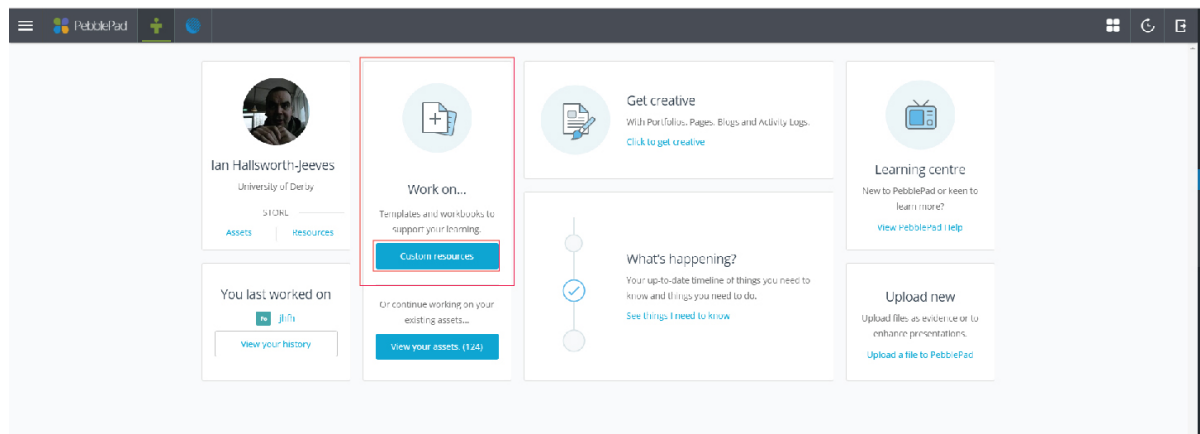 PebblePad
Ian Hallsworth-Jeeves
University of Derby
STORE
Assets
Resources
You last worked on
Po
jlifh
View your history
Work on...
Templates and workbooks to
support your learning.
Custom resources
Or continue working on your
existing assets...
View your assets. (124)
Get creative
With Portfolios, Pages, Blogs and Activity Logs.
Click to get creative
What's happening?
Your up-to-date timeline of things you need to
know and things you need to do.
See things I need to know
Learning centre
New to PebblePad or keen to
learn more?
View PebblePad Help
Upload new
Upload files as evidence or to
enhance presentations.
Upload a file to PebblePad